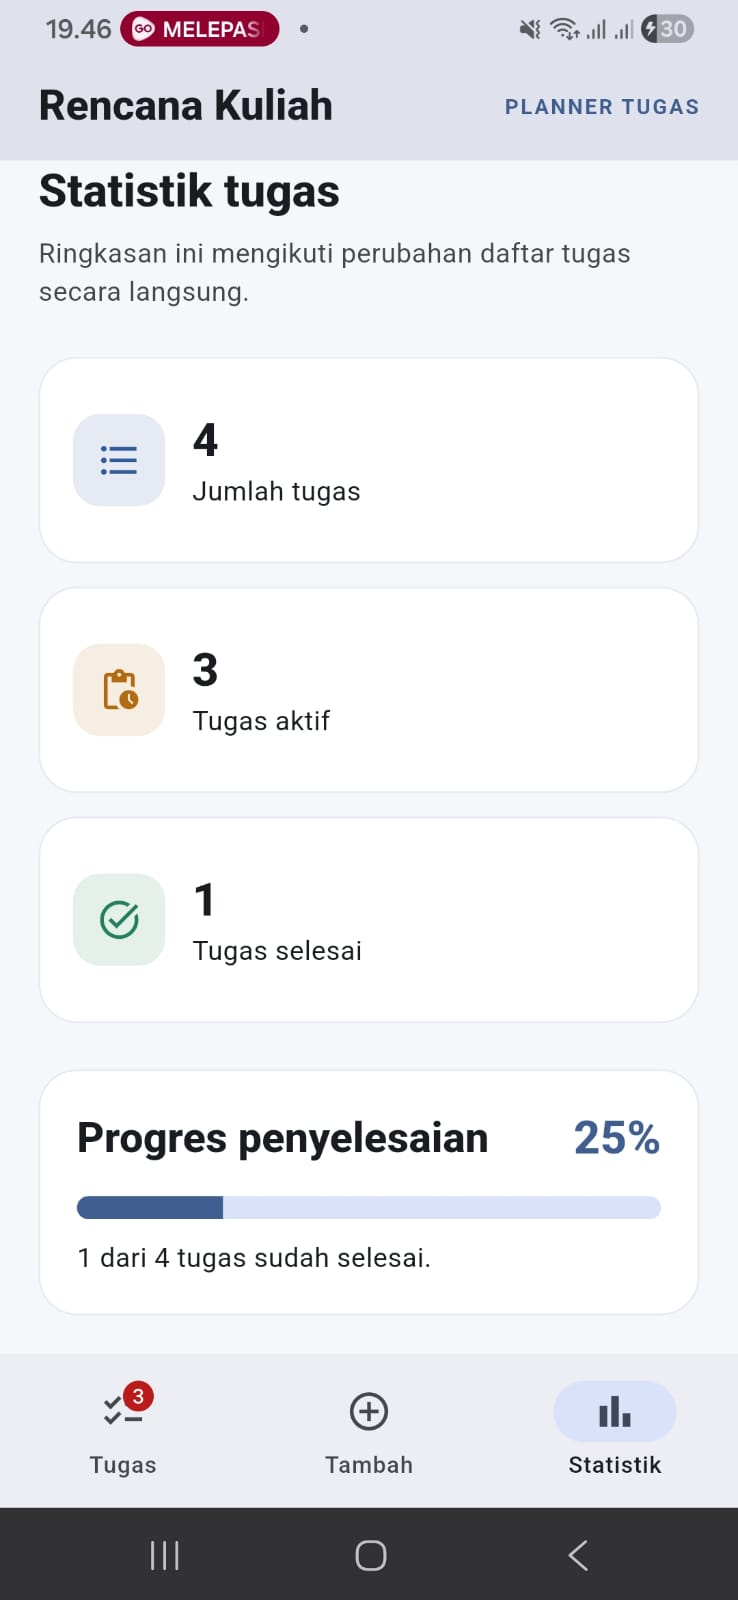 19.46 GO MELEPAS
30
Rencana Kuliah
PLANNER TUGAS
Statistik tugas
Ringkasan ini mengikuti perubahan daftar tugas
secara langsung.
4
Jumlah tugas
3
Tugas aktif
1
Tugas selesai
Progres penyelesaian 25%
1 dari 4 tugas sudah selesai.
3
Tugas Tambah Statistik